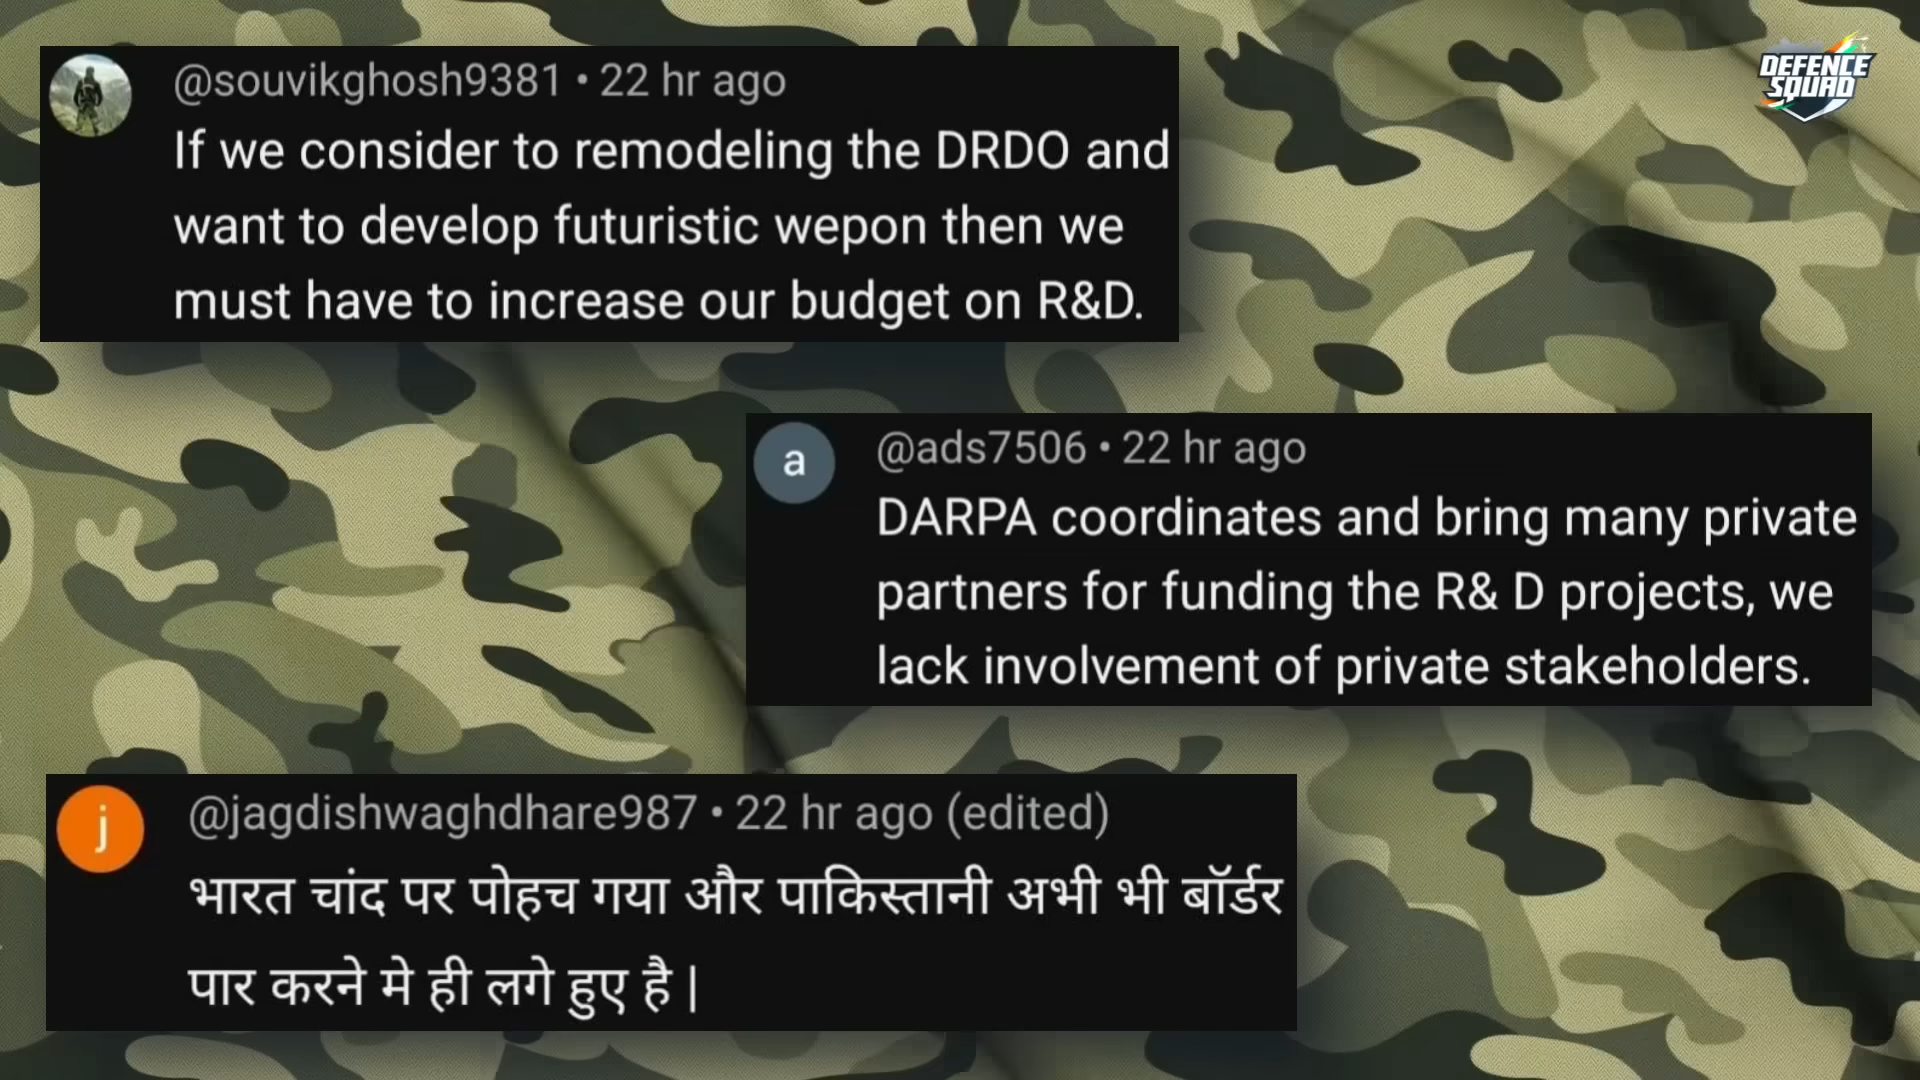 @souvikghosh9381 • 22 hr ago
If we consider to remodeling the DRDO and
want to develop futuristic wepon then we
must have to increase our budget on R&D.
DEFENCE
SQUAD
a
@ads7506 • 22 hr ago
DARPA coordinates and bring many private
partners for funding the R& D projects, we
lack involvement of private stakeholders.
j
@jagdishwaghdhare987 • 22 hr ago (edited)
भारत चांद पर पोहच गया और पाकिस्तानी अभी भी बॉर्डर
पार करने मे ही लगे हुए है |